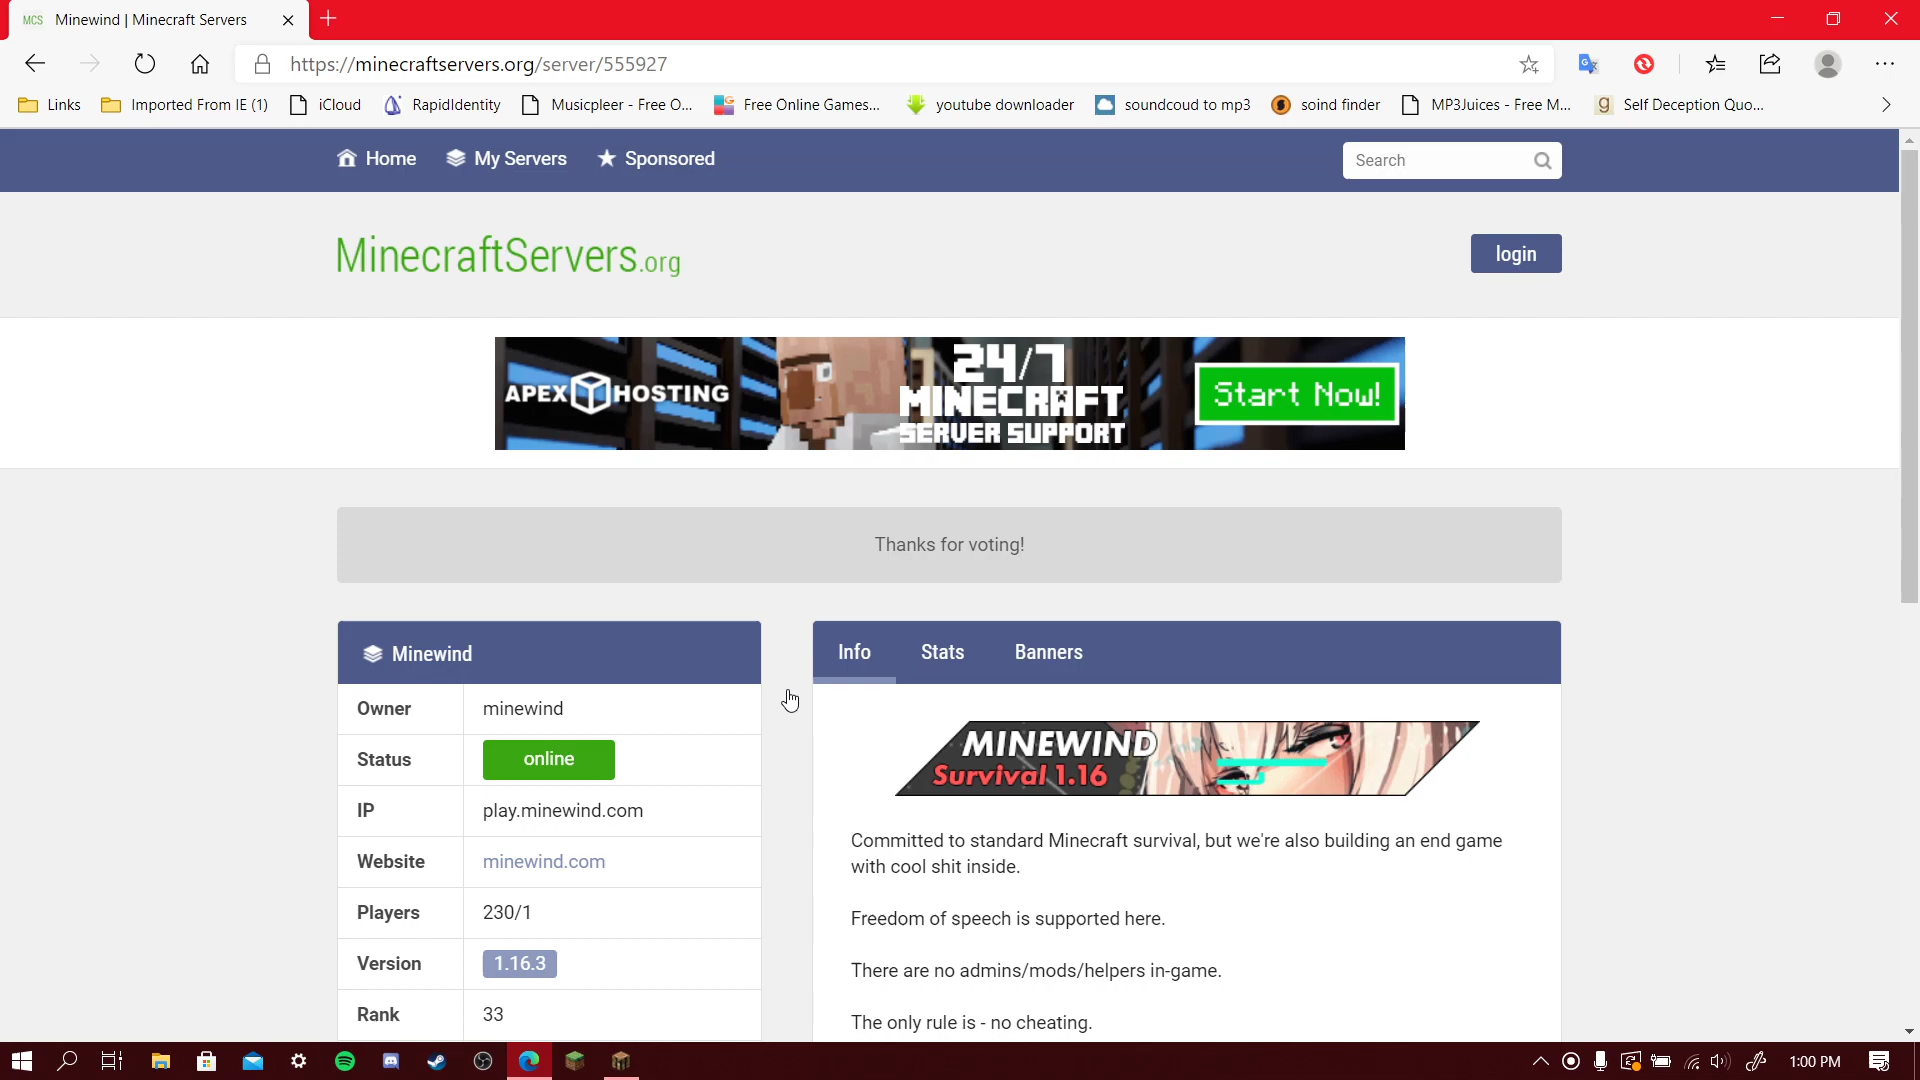 MCS Minewind | Minecraft Servers
https://minecraftservers.org/server/555927
Links
Imported From IE (1)
iCloud
RapidIdentity
Musicpleer - Free O...
Free Online Games...
youtube downloader
soundcoud to mp3
soind finder
MP3Juices - Free M...
g Self Deception Quo...
Home
My Servers
Sponsored
Search
MinecraftServers.org
login
APEX HOSTING
24/7
MINECRAFT
SERVER SUPPORT
Start Now!
Thanks for voting!
Minewind
Owner minewind
Status online
IP play.minewind.com
Website minewind.com
Players 230/1
Version 1.16.3
Rank 33
Info Stats Banners
MINEWIND
Survival 1.16
Committed to standard Minecraft survival, but we're also building an end game
with cool shit inside.
Freedom of speech is supported here.
There are no admins/mods/helpers in-game.
The only rule is - no cheating.
1:00 PM